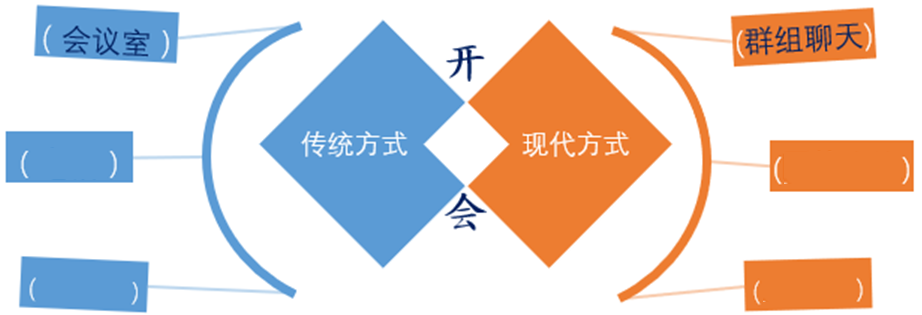 (会议室)
(群组聊天)
开
传统方式
现代方式
(    )
(    )
会
(    )
(    )